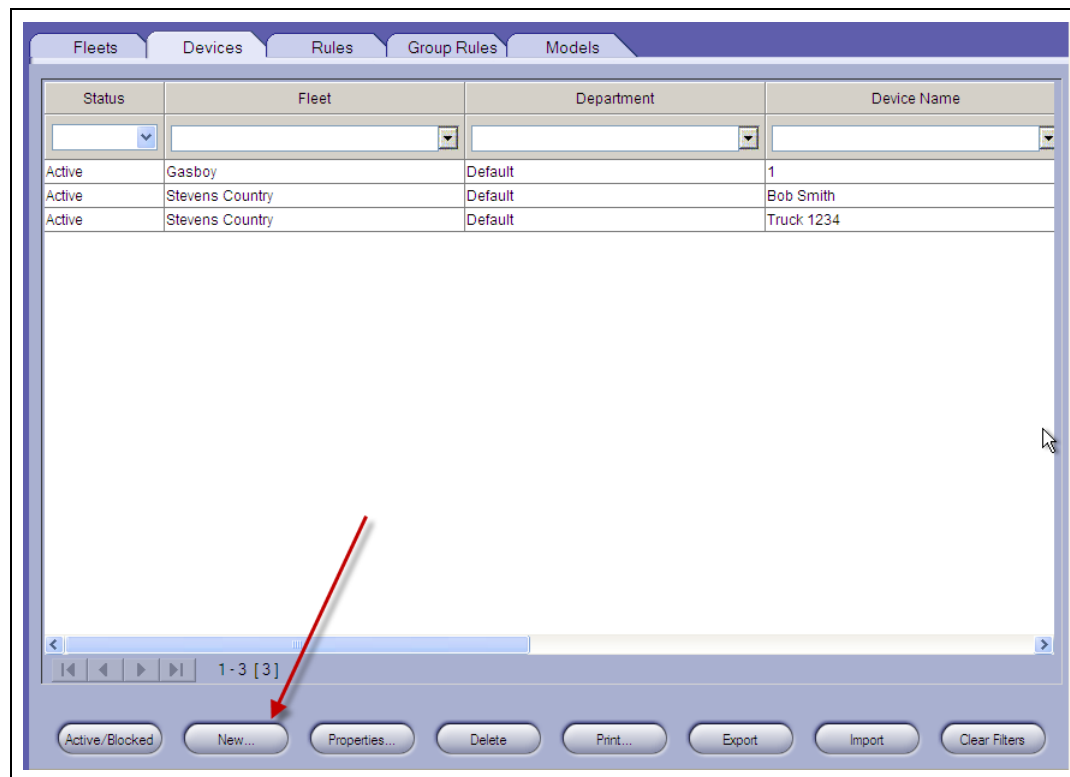 Fleets Devices Rules Group Rules Models
Status Fleet Department Device Name
Active Gasboy Default 1
Active Stevens Country Default Bob Smith
Active Stevens Country Default Truck 1234
1 - 3 [3]
Active/Blocked New... Properties... Delete Print... Export Import Clear Filters